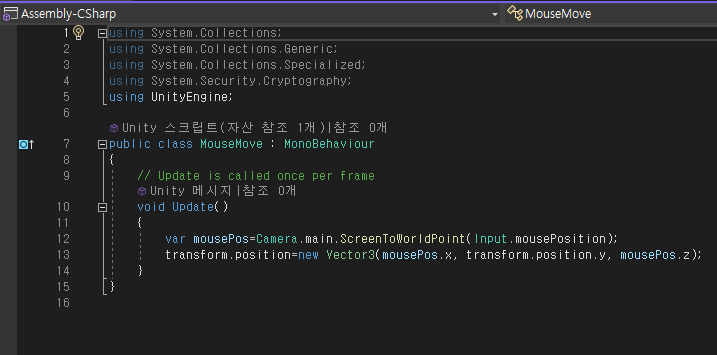 Assembly-CSharp
MouseMove
1 using System.Collections;
2 using System.Collections.Generic;
3 using System.Collections.Specialized;
4 using System.Security.Cryptography;
5 using UnityEngine;
6
Unity 스크립트(자산 참조 1개)|참조 0개
7 public class MouseMove : MonoBehaviour
8 {
9 // Update is called once per frame
Unity 메시지|참조 0개
10 void Update()
11 {
12 var mousePos=Camera.main.ScreenToWorldPoint(Input.mousePosition);
13 transform.position=new Vector3(mousePos.x, transform.position.y, mousePos.z);
14 }
15 }
16